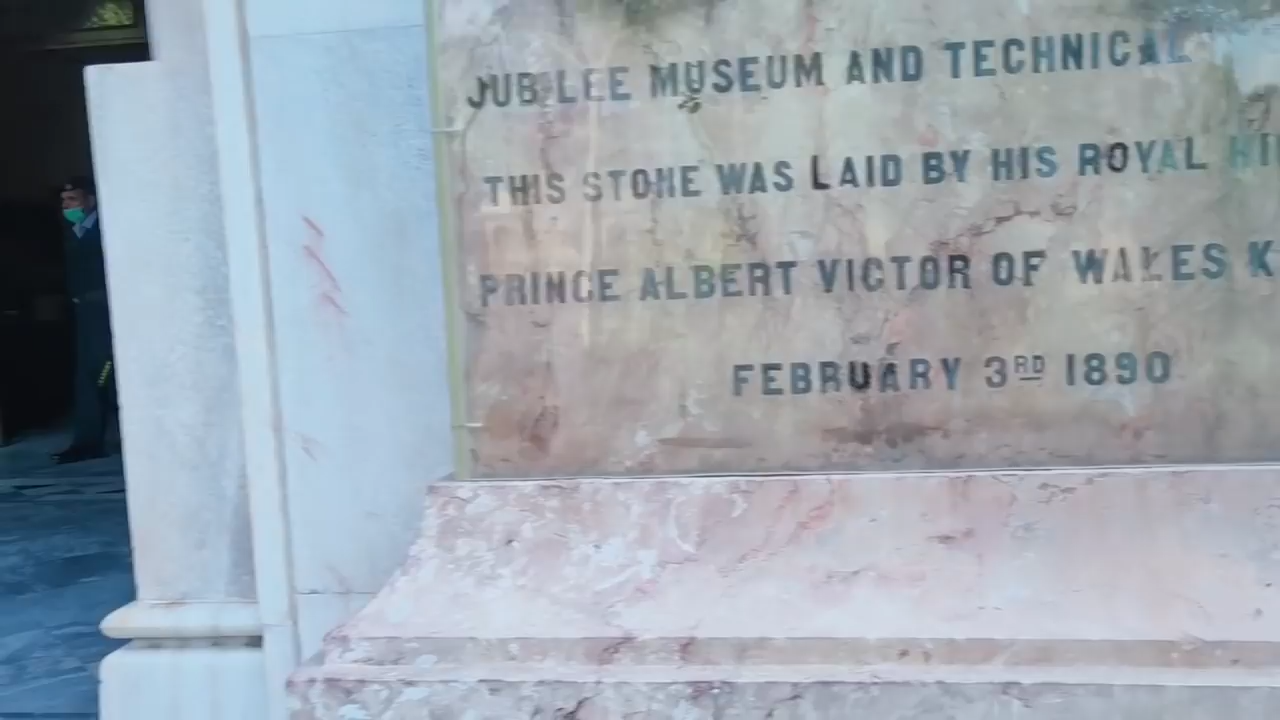 JUBILEE MUSEUM AND TECHNICAL
THIS STONE WAS LAID BY HIS ROYAL
PRINCE ALBERT VICTOR OF WALES K
FEBRUARY 3RD 1890